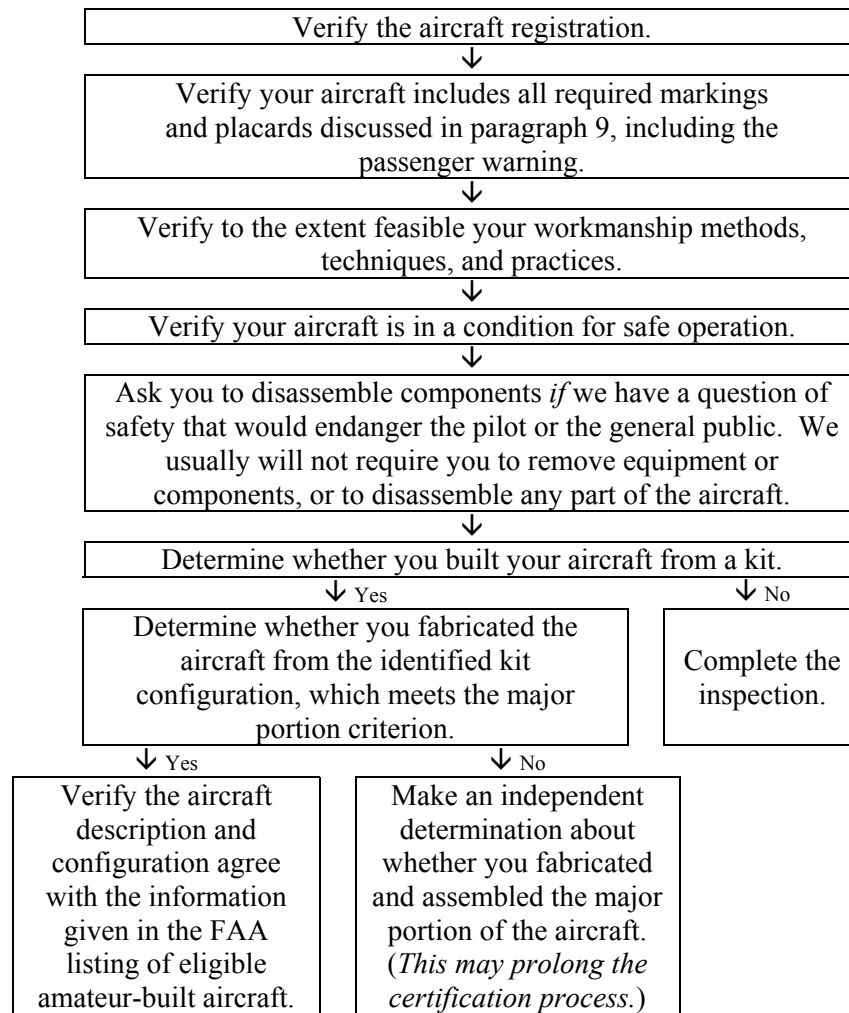 Verify the aircraft registration.
Verify your aircraft includes all required markings
and placards discussed in paragraph 9, including the
passenger warning.
Verify to the extent feasible your workmanship methods,
techniques, and practices.
Verify your aircraft is in a condition for safe operation.
Ask you to disassemble components if we have a question of
safety that would endanger the pilot or the general public. We
usually will not require you to remove equipment or
components, or to disassemble any part of the aircraft.
Determine whether you built your aircraft from a kit.
Yes
No
Determine whether you fabricated the
aircraft from the identified kit
configuration, which meets the major
portion criterion.
Complete the
inspection.
Yes
No
Verify the aircraft
description and
configuration agree
with the information
given in the FAA
listing of eligible
amateur-built aircraft.
Make an independent
determination about
whether you fabricated
and assembled the major
portion of the aircraft.
(This may prolong the
certification process.)